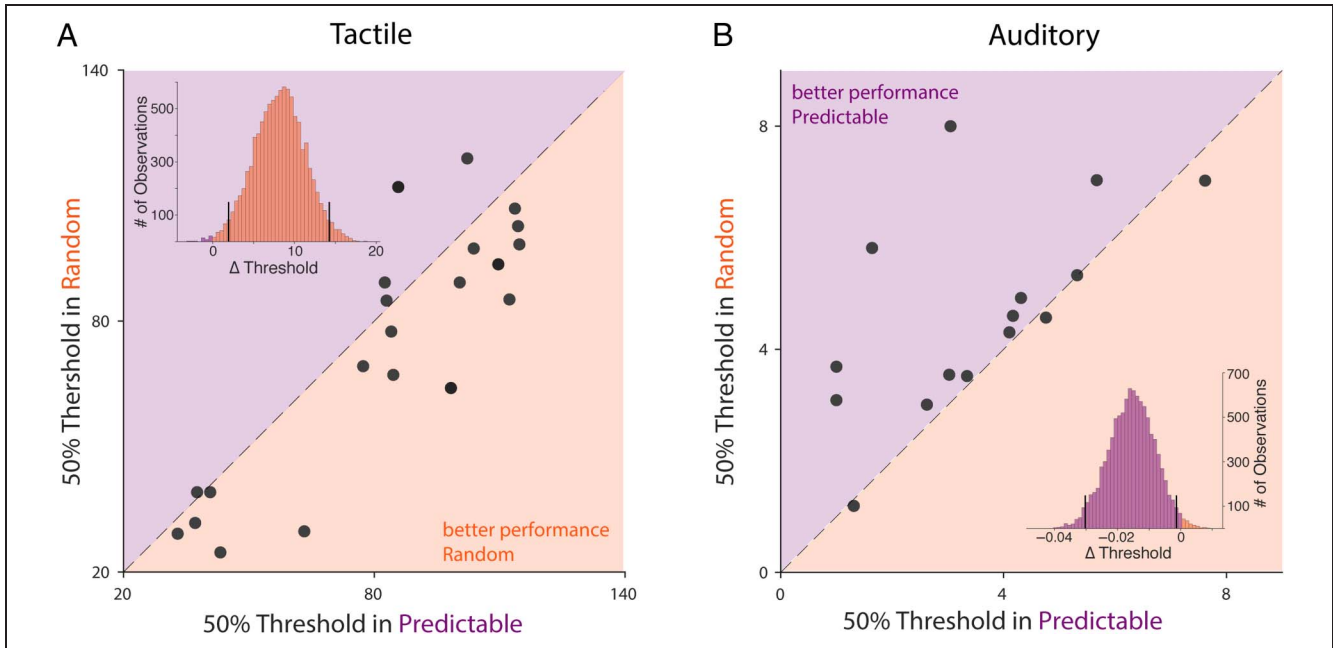 A
Tactile
140
500
300
100
# of Observations
0
10
20
Δ Threshold
80
50% Thershold in Random
better performance
Random
20
20
80
140
50% Threshold in Predictable
B
Auditory
better performance
Predictable
8
4
0
50% Threshold in Random
700
500
300
100
# of Observations
−0.04
−0.02
0
Δ Threshold
0
4
8
50% Threshold in Predictable